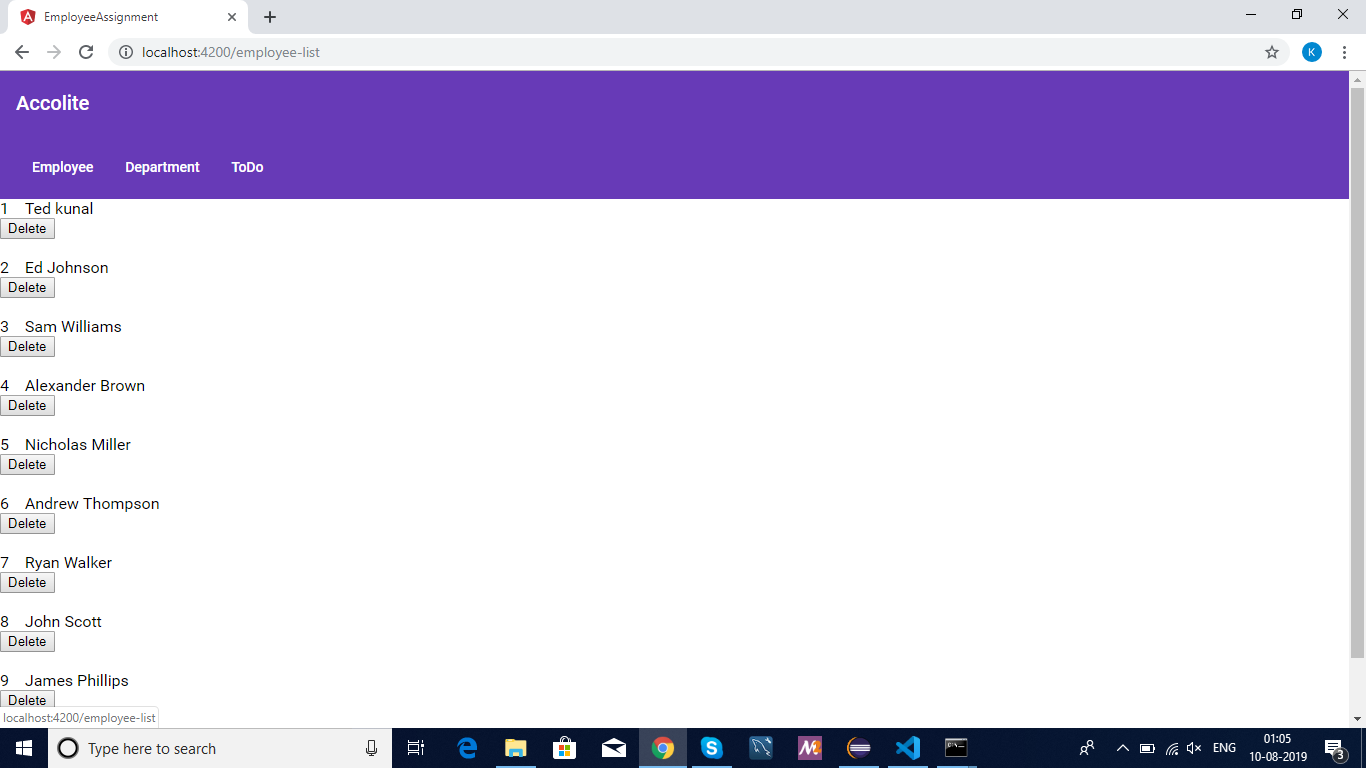 EmployeeAssignment
localhost:4200/employee-list
K
Accolite
Employee Department ToDo
1 Ted kunal
Delete
2 Ed Johnson
Delete
3 Sam Williams
Delete
4 Alexander Brown
Delete
5 Nicholas Miller
Delete
6 Andrew Thompson
Delete
7 Ryan Walker
Delete
8 John Scott
Delete
9 James Phillips
Delete
localhost:4200/employee-list
Type here to search
ENG
01:05
10-08-2019
3